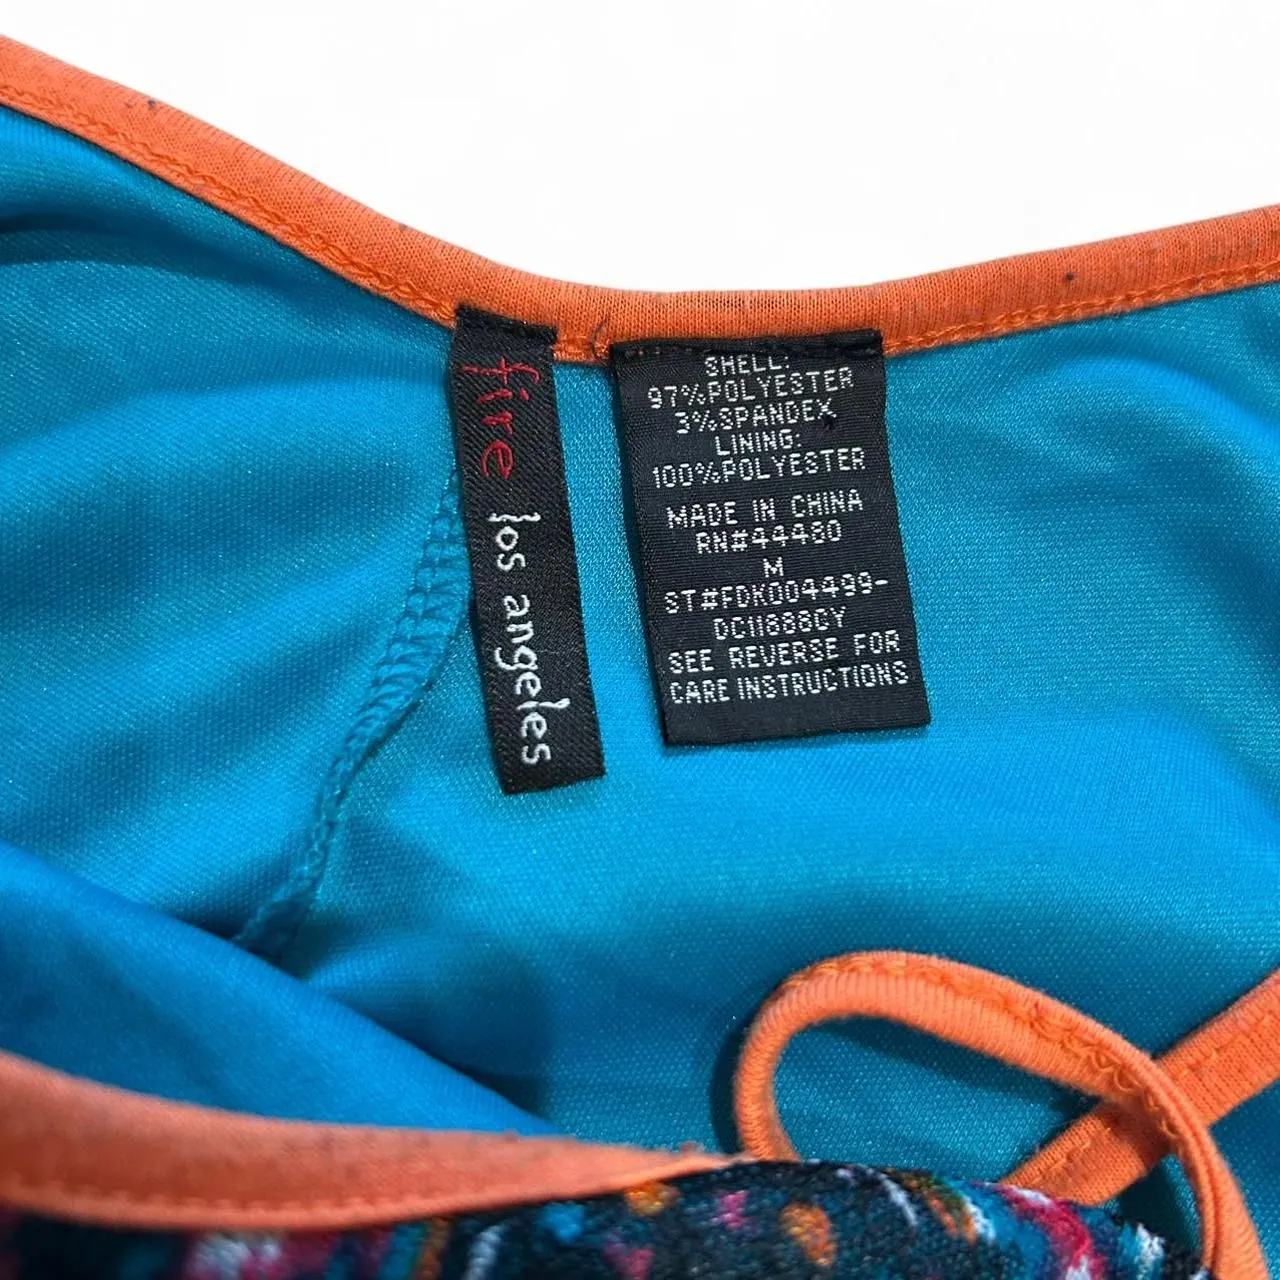 fire los angeles
SHELL:
97%POLYESTER
3%SPANDEX
LINING:
100%POLYESTER
MADE IN CHINA
RN#44480
M
ST#FDK004499-
DC11888CY
SEE REVERSE FOR
CARE INSTRUCTIONS